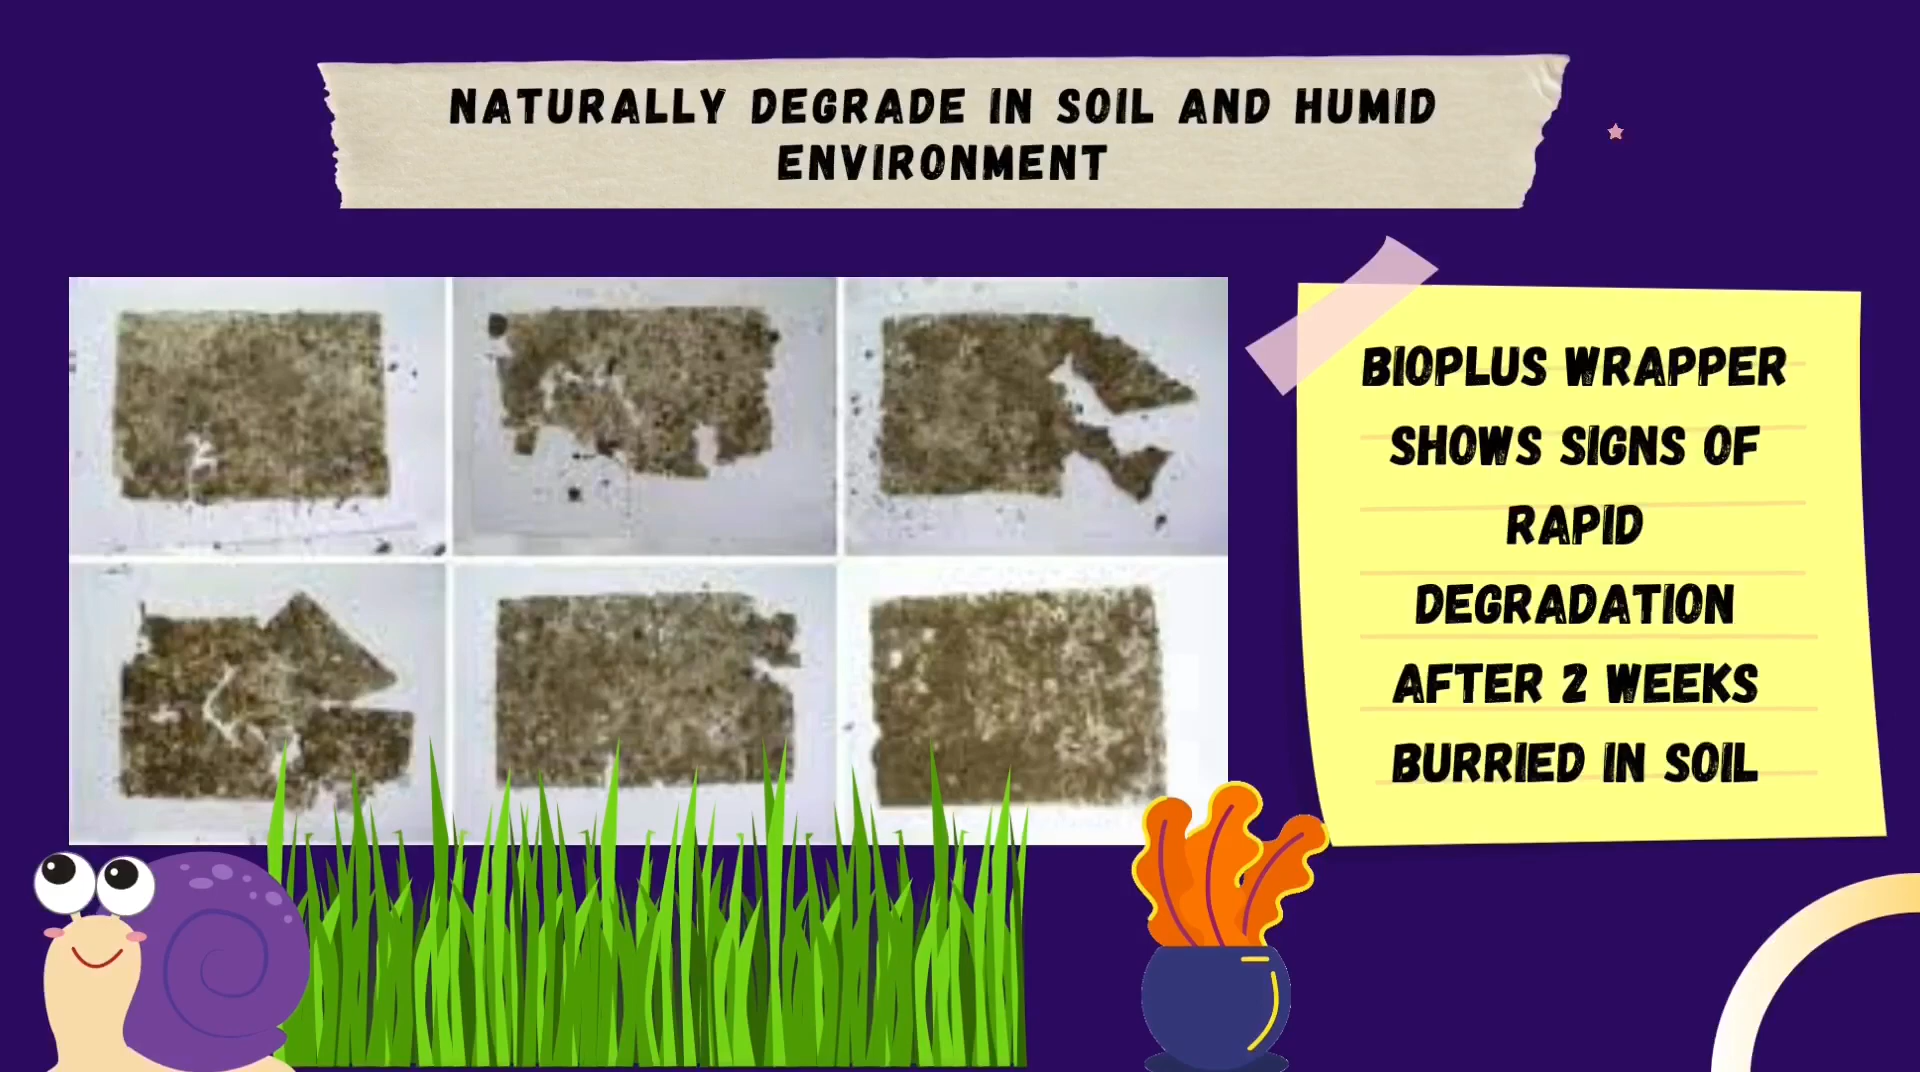 NATURALLY DEGRADE IN SOIL AND HUMID
ENVIRONMENT
BIOPLUS WRAPPER
SHOWS SIGNS OF
RAPID
DEGRADATION
AFTER 2 WEEKS
BURRIED IN SOIL